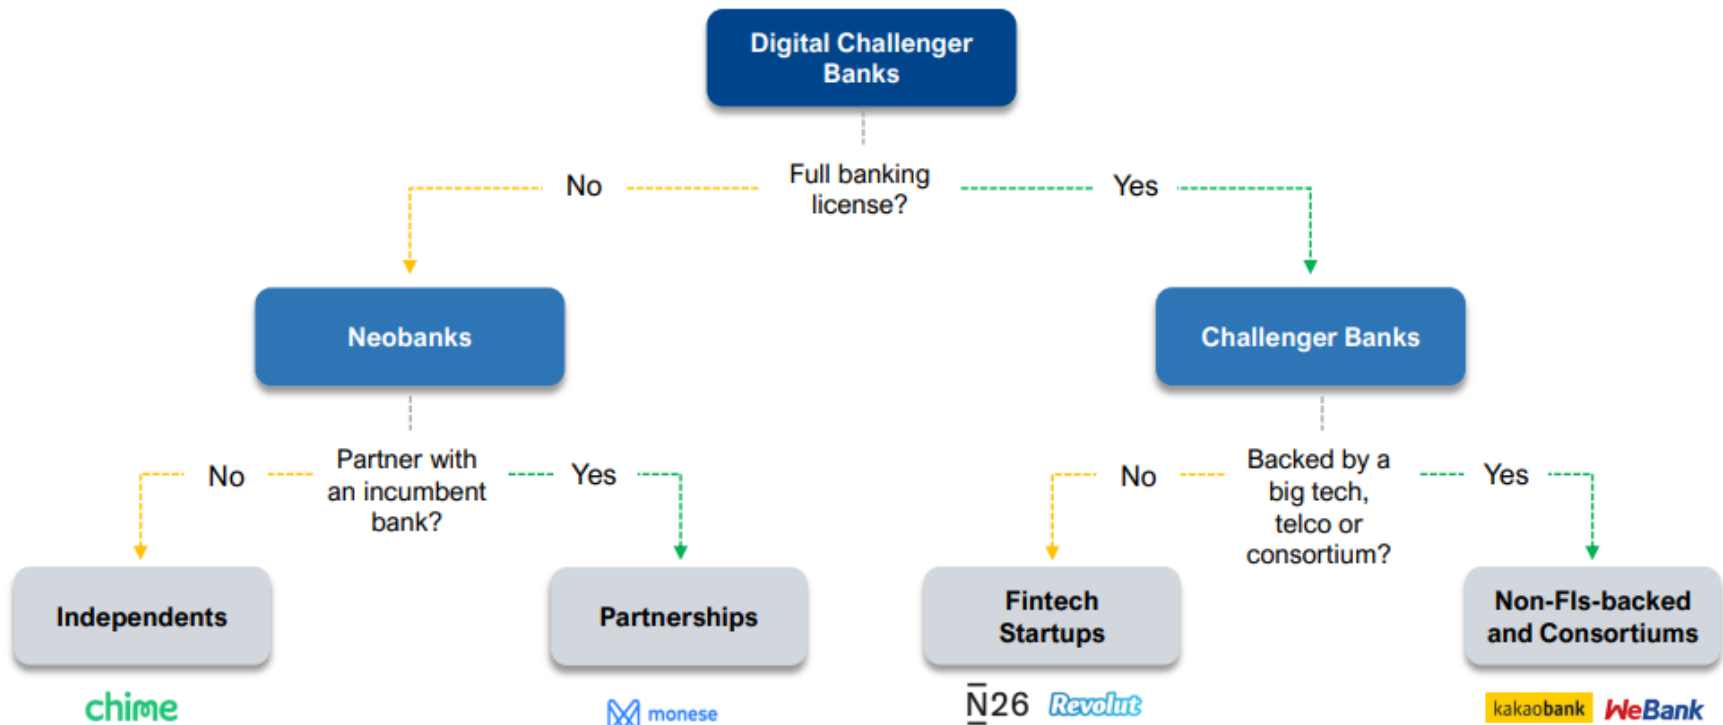 Digital Challenger
Banks
No
Full banking
license?
Yes
Neobanks
Challenger Banks
No
Partner with
an incumbent
bank?
Yes
No
Backed by a
big tech,
telco or
consortium?
Yes
Independents
Partnerships
Fintech
Startups
Non-FIs-backed
and Consortiums
chime
monese
N26
Revolut
kakaobank
WeBank